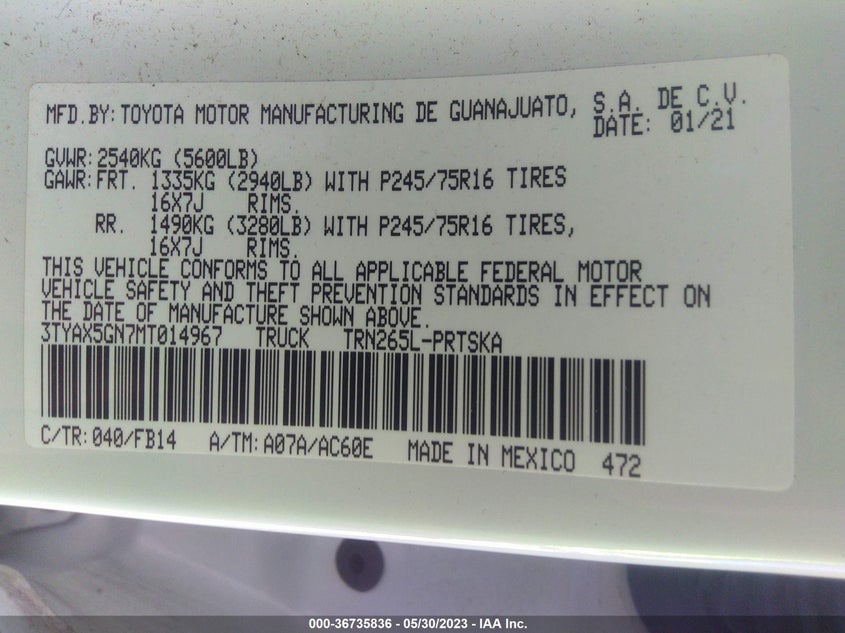 MFD.BY: TOYOTA MOTOR MANUFACTURING DE GUANAJUATO, S.A. DE C.V.
DATE: 01/21
GVWR: 2540KG (5600LB)
GAWR: FRT. 1335KG (2940LB) WITH P245/75R16 TIRES
16X7J RIMS.
RR. 1490KG (3280LB) WITH P245/75R16 TIRES,
16X7J RIMS.
THIS VEHICLE CONFORMS TO ALL APPLICABLE FEDERAL MOTOR
VEHICLE SAFETY AND THEFT PREVENTION STANDARDS IN EFFECT ON
THE DATE OF MANUFACTURE SHOWN ABOVE.
3TYAX5GN7MT014967 TRUCK TRN265L-PRTSKA
C/TR: 040/FB14 A/TM: A07A/AC60E MADE IN MEXICO 472
000-36735836 - 05/30/2023 - IAA Inc.